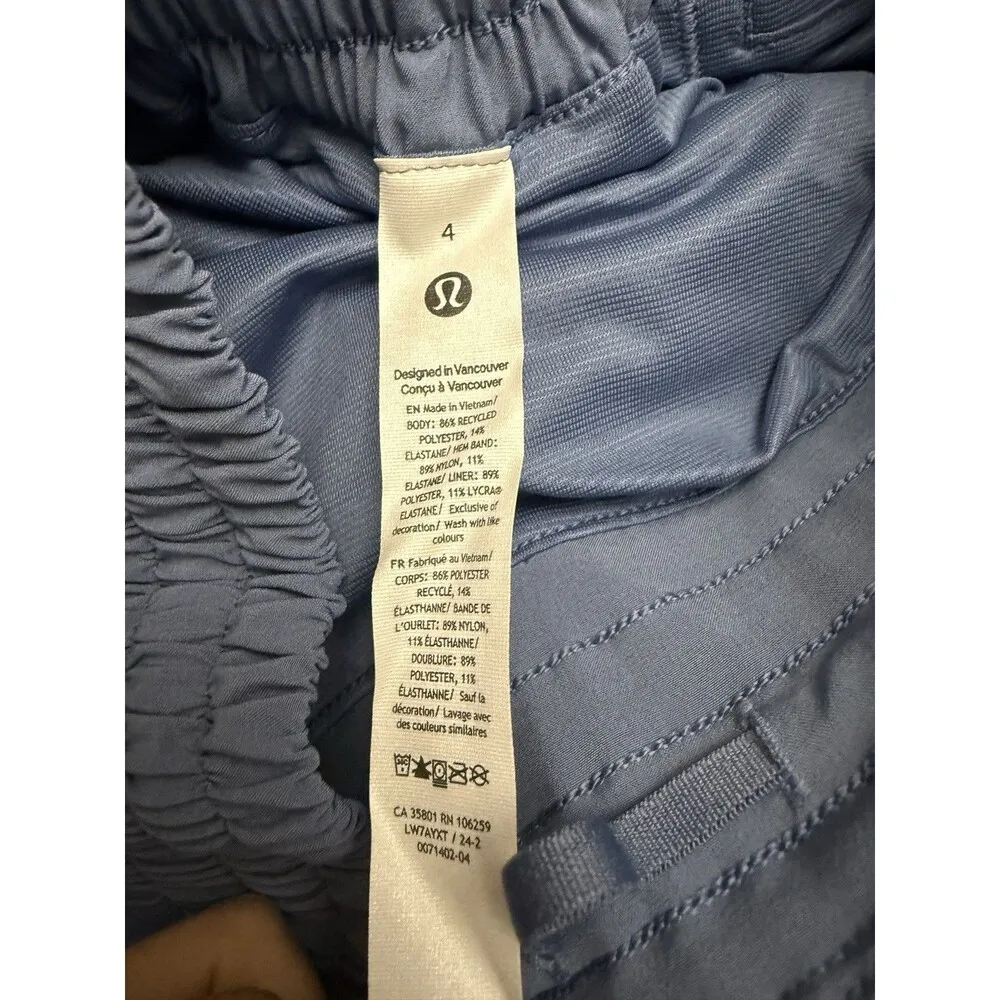 4
Designed in Vancouver
Conçu à Vancouver
EN Made in Vietnam/
BODY: 86% RECYCLED
POLYESTER, 14%
ELASTANE/ HEM BAND:
89% NYLON, 11%
ELASTANE/ LINER: 89%
POLYESTER, 11% LYCRA®
ELASTANE/ Exclusive of
decoration/ Wash with like
colours
FR Fabriqué au Vietnam/
CORPS: 86% POLYESTER
RECYCLÉ, 14%
ÉLASTHANNE/ BANDE DE
L'OURLET: 89% NYLON,
11% ÉLASTHANNE/
DOUBLURE: 89%
POLYESTER, 11%
ÉLASTHANNE/ Sauf la
décoration/ Lavage avec
des couleurs similaires
CA 35801 RN 106259
LW7AYXT / 24-2
0071402-04